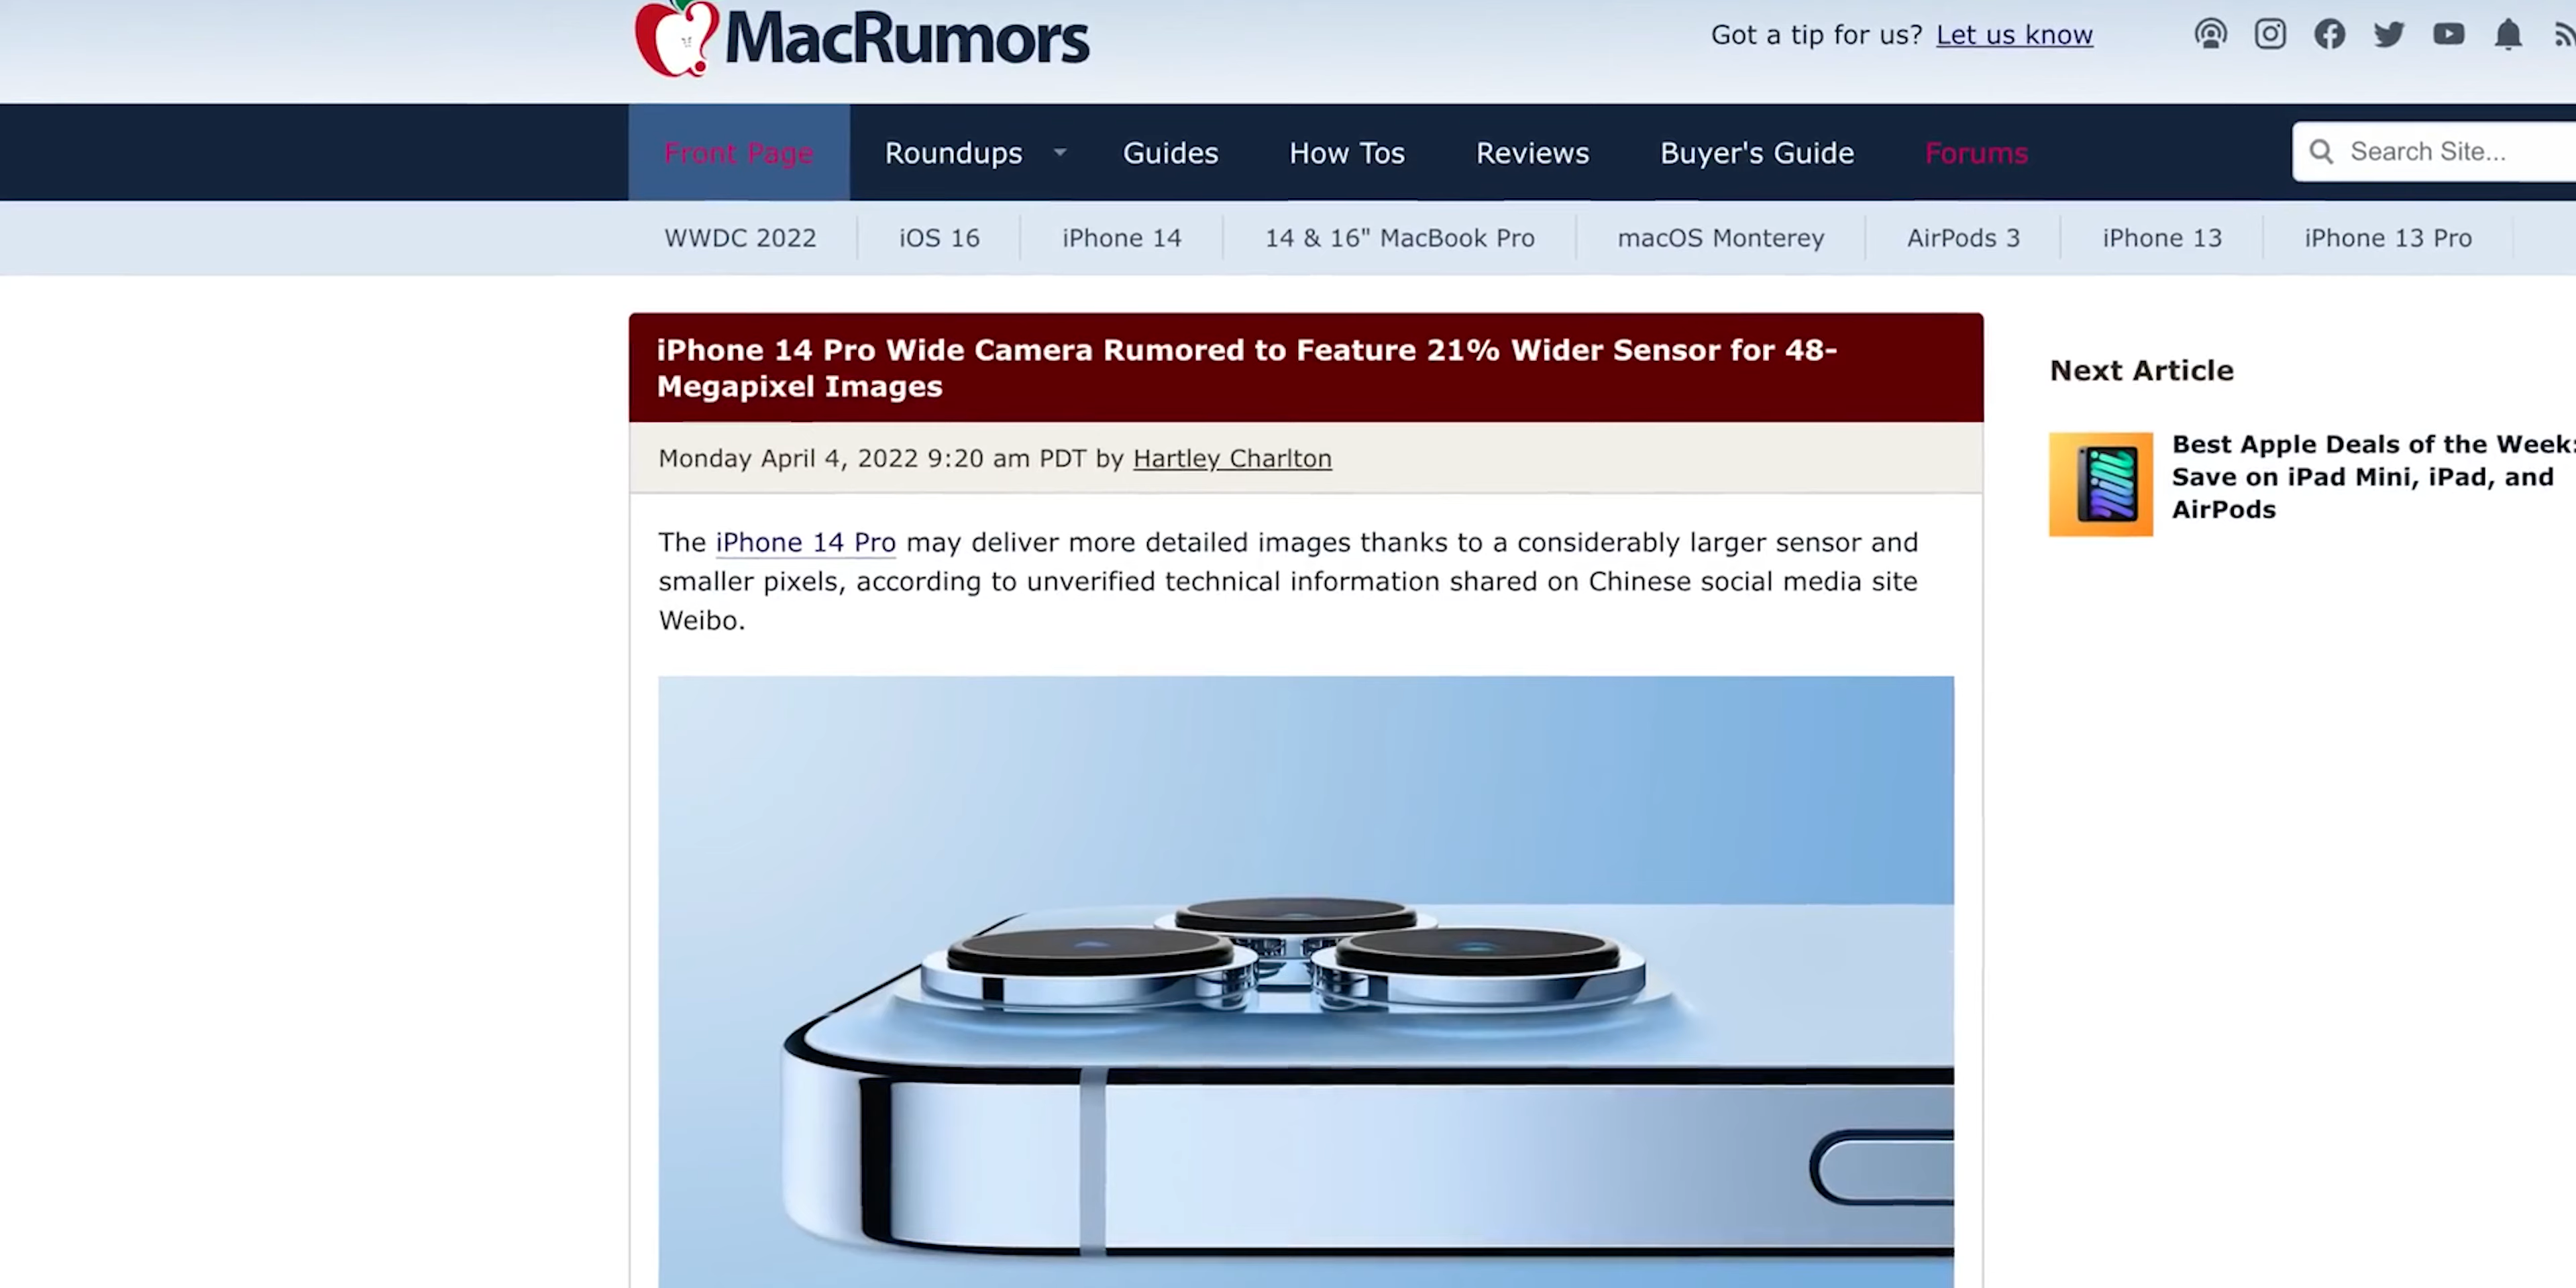 MacRumors
Got a tip for us? Let us know
Front Page
Roundups
Guides
How Tos
Reviews
Buyer's Guide
Forums
Search Site...
WWDC 2022
iOS 16
iPhone 14
14 & 16" MacBook Pro
macOS Monterey
AirPods 3
iPhone 13
iPhone 13 Pro
iPhone 14 Pro Wide Camera Rumored to Feature 21% Wider Sensor for 48-
Megapixel Images
Monday April 4, 2022 9:20 am PDT by Hartley Charlton
The iPhone 14 Pro may deliver more detailed images thanks to a considerably larger sensor and
smaller pixels, according to unverified technical information shared on Chinese social media site
Weibo.
Next Article
Best Apple Deals of the Week:
Save on iPad Mini, iPad, and
AirPods